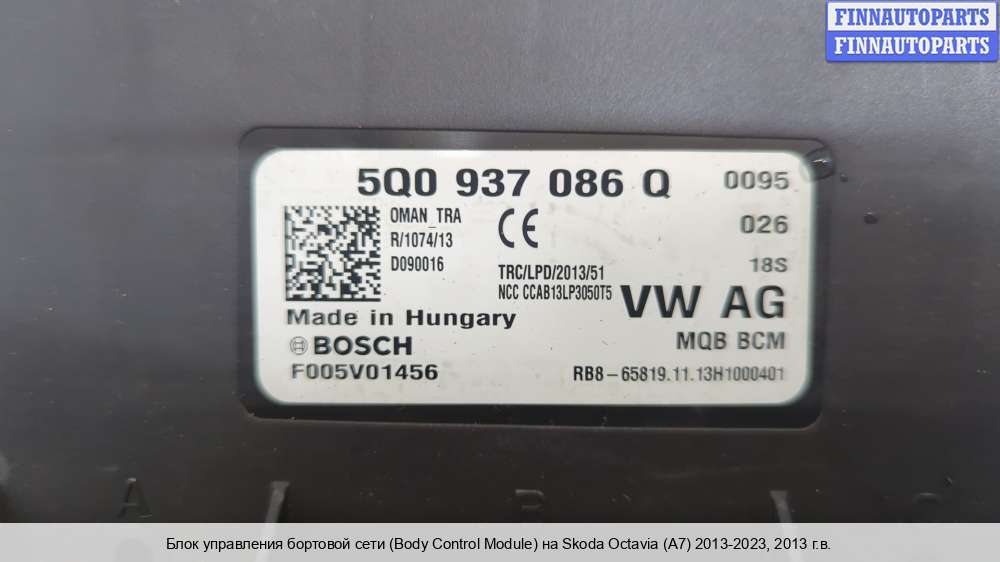 FINNAUTOPARTS
FINNAUTOPARTS
5Q0 937 086 Q 0095
OMAN_TRA
R/1074/13
D090016
026
18S
TRC/LPD/2013/51
NCC CCAB13LP3050T5
VW AG
Made in Hungary
BOSCH
MQB BCM
F005V01456
RB8-65819.11.13H1000401
A B C
Блок управления бортовой сети (Body Control Module) на Skoda Octavia (A7) 2013-2023, 2013 г.в.